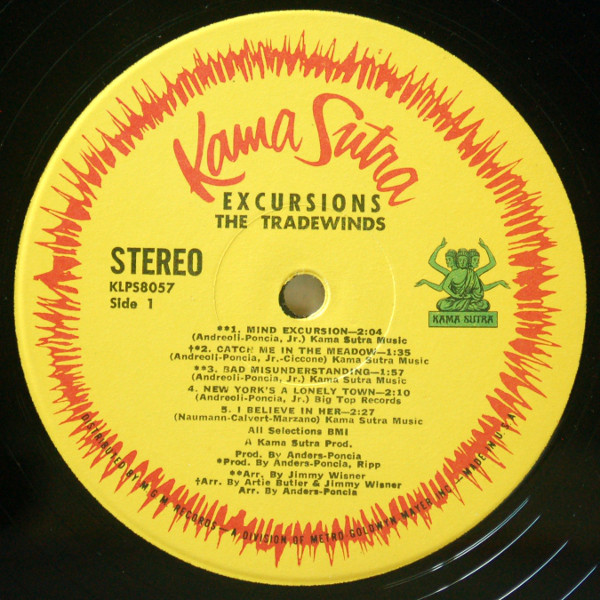 Kama Sutra
EXCURSIONS
THE TRADEWINDS
STEREO
KLPS8057
Side 1
KAMA SUTRA
**1. MIND EXCURSION—2:04
(Andreoli-Poncia, Jr.) Kama Sutra Music
†*2. CATCH ME IN THE MEADOW—1:35
(Andreoli-Poncia, Jr.-Ciccone) Kama Sutra Music
**3. BAD MISUNDERSTANDING—1:57
(Andreoli-Poncia, Jr.) Kama Sutra Music
4. NEW YORK'S A LONELY TOWN—2:10
(Andreoli-Poncia, Jr.) Big Top Records
5. I BELIEVE IN HER—2:27
(Naumann-Calvert-Marzano) Kama Sutra Music
All Selections BMI
A Kama Sutra Prod.
Prod. By Anders-Poncia
*Prod. By Anders-Poncia, Ripp
**Arr. By Jimmy Wisner
†Arr. By Artie Butler & Jimmy Wisner
Arr. By Anders-Poncia
DISTRIBUTED BY M.G.M. RECORDS — A DIVISION OF METRO GOLDWYN MAYER INC. — MADE IN U.S.A.